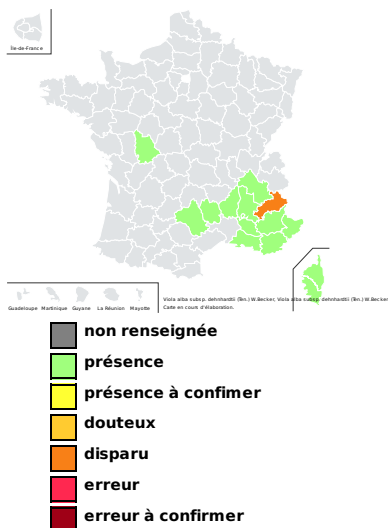 Île-de-France
Guadeloupe Martinique Guyane La Réunion Mayotte
Viola alba subsp. dehnhardtii (Ten.) W.Becker, Viola alba subsp. dehnhardtii (Ten.) W.Becker
Carte en cours d'élaboration.
non renseignée
présence
présence à confimer
douteux
disparu
erreur
erreur à confirmer